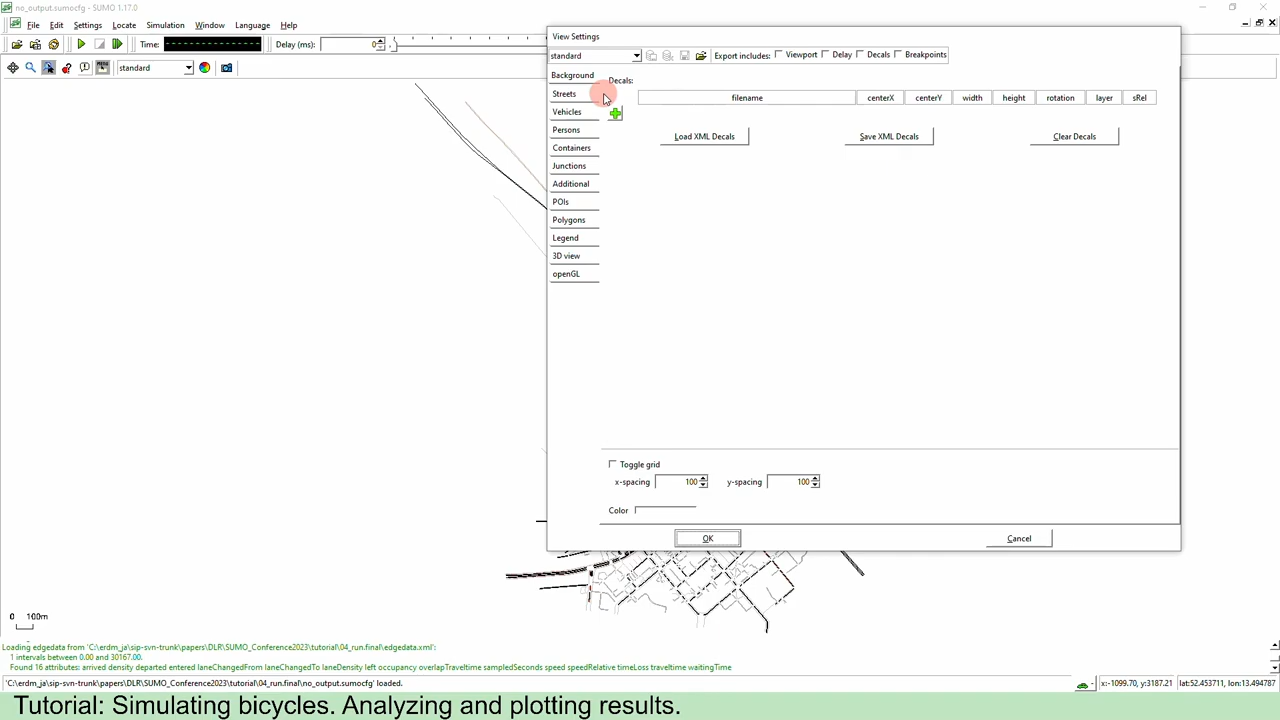 no_output.sumocfg - SUMO 1.17.0
File Edit Settings Locate Simulation Window Language Help
Time: Delay (ms): 0
standard
View Settings
standard Export includes: Viewport Delay Decals Breakpoints
Background
Streets
Vehicles
Persons
Containers
Junctions
Additional
POIs
Polygons
Legend
3D view
openGL
Decals:
filename centerX centerY width height rotation layer sRel
Load XML Decals Save XML Decals Clear Decals
Toggle grid
x-spacing 100 y-spacing 100
Color
OK Cancel
0 100m
Loading edgedata from 'C:\erdm_ja\sip-svn-trunk\papers\DLR\SUMO_Conference2023\tutorial\04_run.final\edgedata.xml':
1 intervals between 0.00 and 30167.00.
Found 16 attributes: arrived density departed entered laneChangedFrom laneChangedTo laneDensity left occupancy overlapTraveltime sampledSeconds speed speedRelative timeLoss traveltime waitingTime
'C:\erdm_ja\sip-svn-trunk\papers\DLR\SUMO_Conference2023\tutorial\04_run.final\no_output.sumocfg' loaded.
x:-1099.70, y:3187.21 lat:52.453711, lon:13.494787
Tutorial: Simulating bicycles. Analyzing and plotting results.